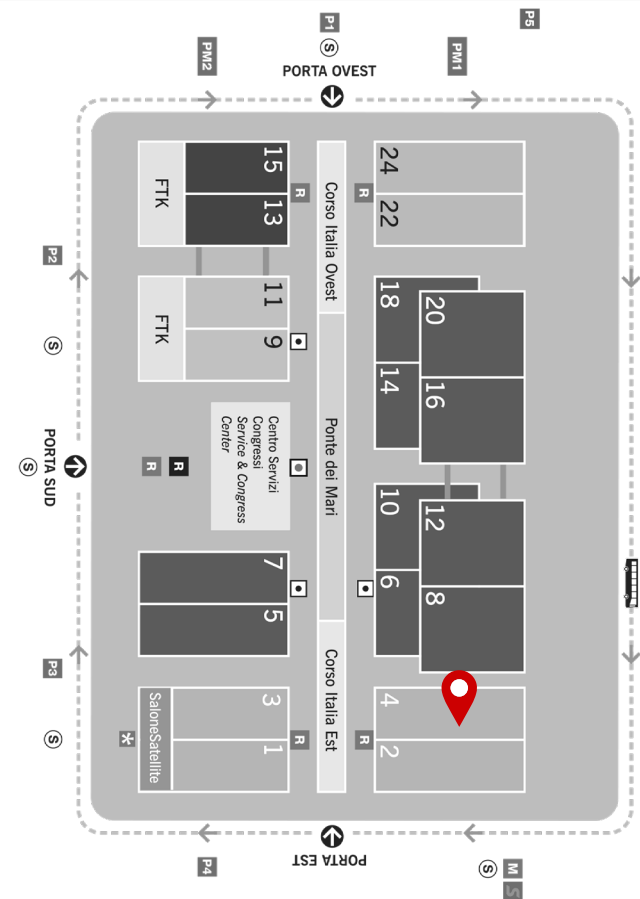 P5
P1
S
PM2
PM1
PORTA OVEST
15
13
FTK
R
Corso Italia Ovest
R
24
22
P2
S
11
9
FTK
18
20
14
16
PORTA SUD
S
R
R
Centro Servizi
Congressi
Service & Congress
Center
Ponte dei Mari
10
12
6
8
7
5
P3
S
3
1
SaloneSatellite
*
R
Corso Italia Est
R
4
2
PORTA EST
P4
S
M
S